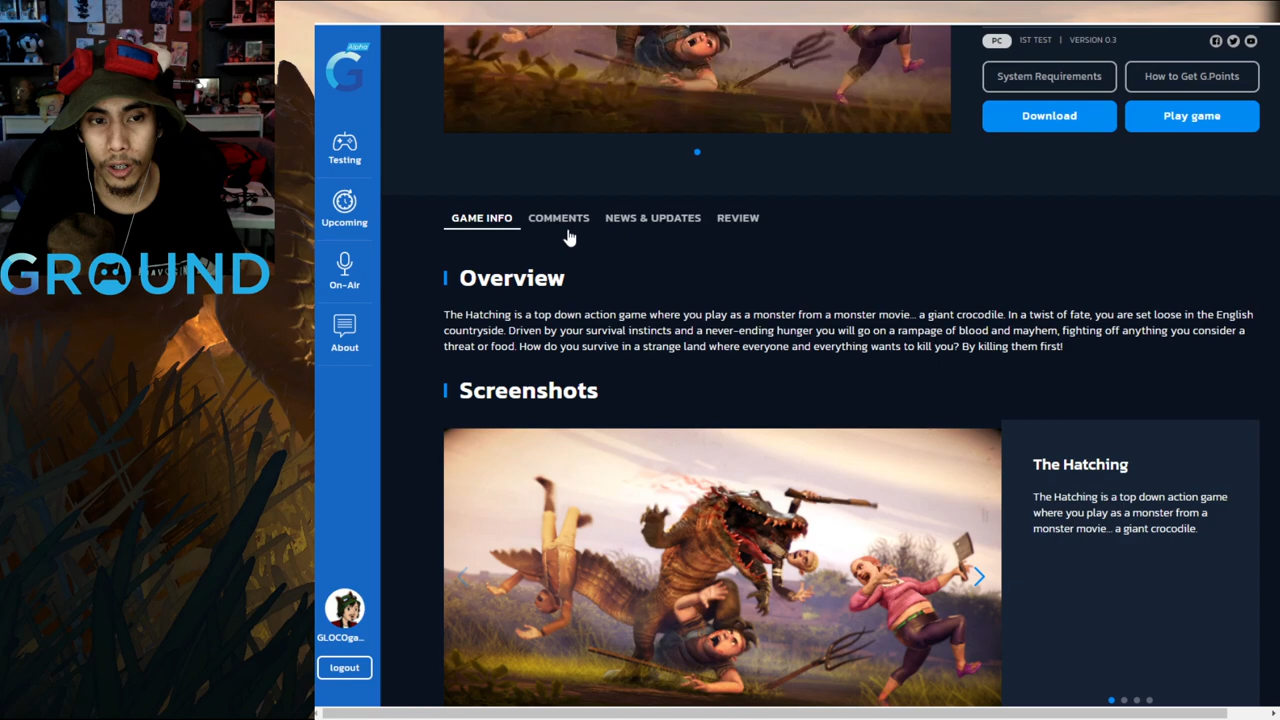 Alpha
G
Testing
Upcoming
On-Air
About
GLOCOga...
logout
GROUND
PC 1ST TEST | VERSION 0.3
System Requirements How to Get G.Points
Download Play game
GAME INFO COMMENTS NEWS & UPDATES REVIEW
Overview
The Hatching is a top down action game where you play as a monster from a monster movie... a giant crocodile. In a twist of fate, you are set loose in the English
countryside. Driven by your survival instincts and a never-ending hunger you will go on a rampage of blood and mayhem, fighting off anything you consider a
threat or food. How do you survive in a strange land where everyone and everything wants to kill you? By killing them first!
Screenshots
The Hatching
The Hatching is a top down action game
where you play as a monster from a
monster movie... a giant crocodile.